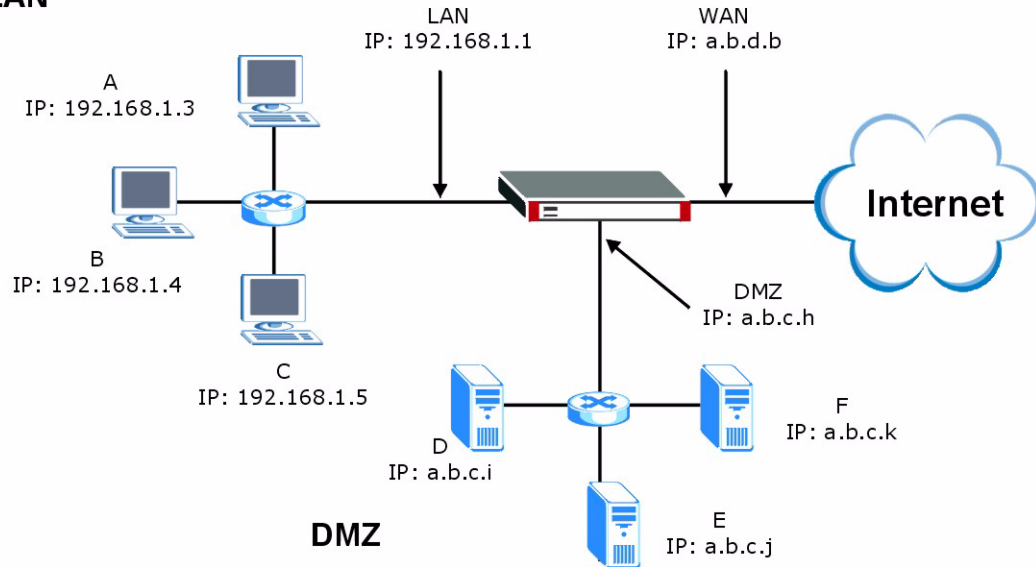 LAN
LAN
IP: 192.168.1.1
WAN
IP: a.b.d.b
A
IP: 192.168.1.3
Internet
B
IP: 192.168.1.4
DMZ
IP: a.b.c.h
C
IP: 192.168.1.5
D
IP: a.b.c.i
F
IP: a.b.c.k
DMZ
E
IP: a.b.c.j